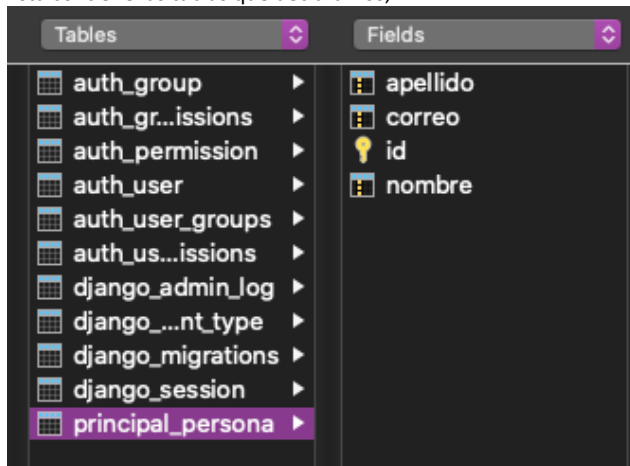 Tables
Fields
auth_group
auth_gr...issions
auth_permission
auth_user
auth_user_groups
auth_us...issions
django_admin_log
django_...nt_type
django_migrations
django_session
principal_persona
apellido
correo
id
nombre